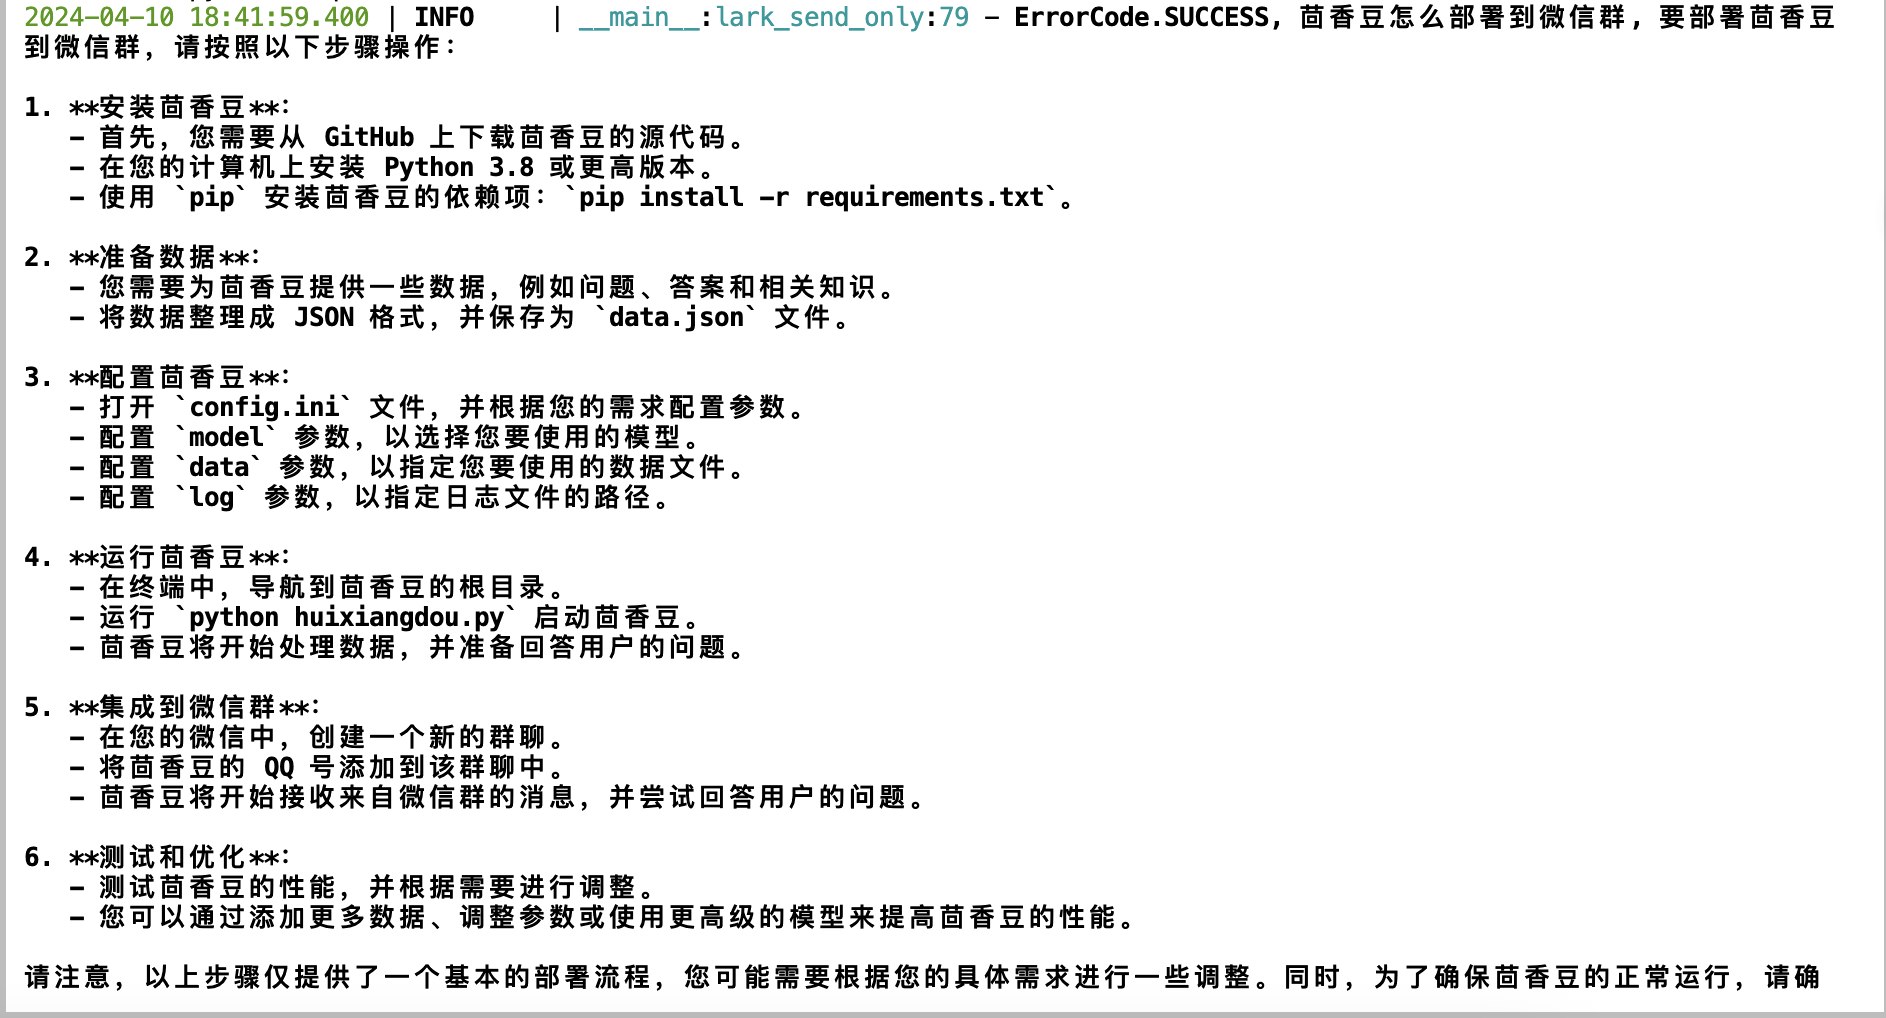 2024-04-10 18:41:59.400 | INFO     | __main__:lark_send_only:79 - ErrorCode.SUCCESS, 茴香豆怎么部署到微信群，要部署茴香豆
到微信群，请按照以下步骤操作：
1. **安装茴香豆**：
- 首先，您需要从 GitHub 上下载茴香豆的源代码。
- 在您的计算机上安装 Python 3.8 或更高版本。
- 使用 `pip` 安装茴香豆的依赖项：`pip install -r requirements.txt`。
2. **准备数据**：
- 您需要为茴香豆提供一些数据，例如问题、答案和相关知识。
- 将数据整理成 JSON 格式，并保存为 `data.json` 文件。
3. **配置茴香豆**：
- 打开 `config.ini` 文件，并根据您的需求配置参数。
- 配置 `model` 参数，以选择您要使用的模型。
- 配置 `data` 参数，以指定您要使用的数据文件。
- 配置 `log` 参数，以指定日志文件的路径。
4. **运行茴香豆**：
- 在终端中，导航到茴香豆的根目录。
- 运行 `python huixiangdou.py` 启动茴香豆。
- 茴香豆将开始处理数据，并准备回答用户的问题。
5. **集成到微信群**：
- 在您的微信中，创建一个新的群聊。
- 将茴香豆的 QQ 号添加到该群聊中。
- 茴香豆将开始接收来自微信群的消息，并尝试回答用户的问题。
6. **测试和优化**：
- 测试茴香豆的性能，并根据需要进行调整。
- 您可以通过添加更多数据、调整参数或使用更高级的模型来提高茴香豆的性能。
请注意，以上步骤仅提供了一个基本的部署流程，您可能需要根据您的具体需求进行一些调整。同时，为了确保茴香豆的正常运行，请确